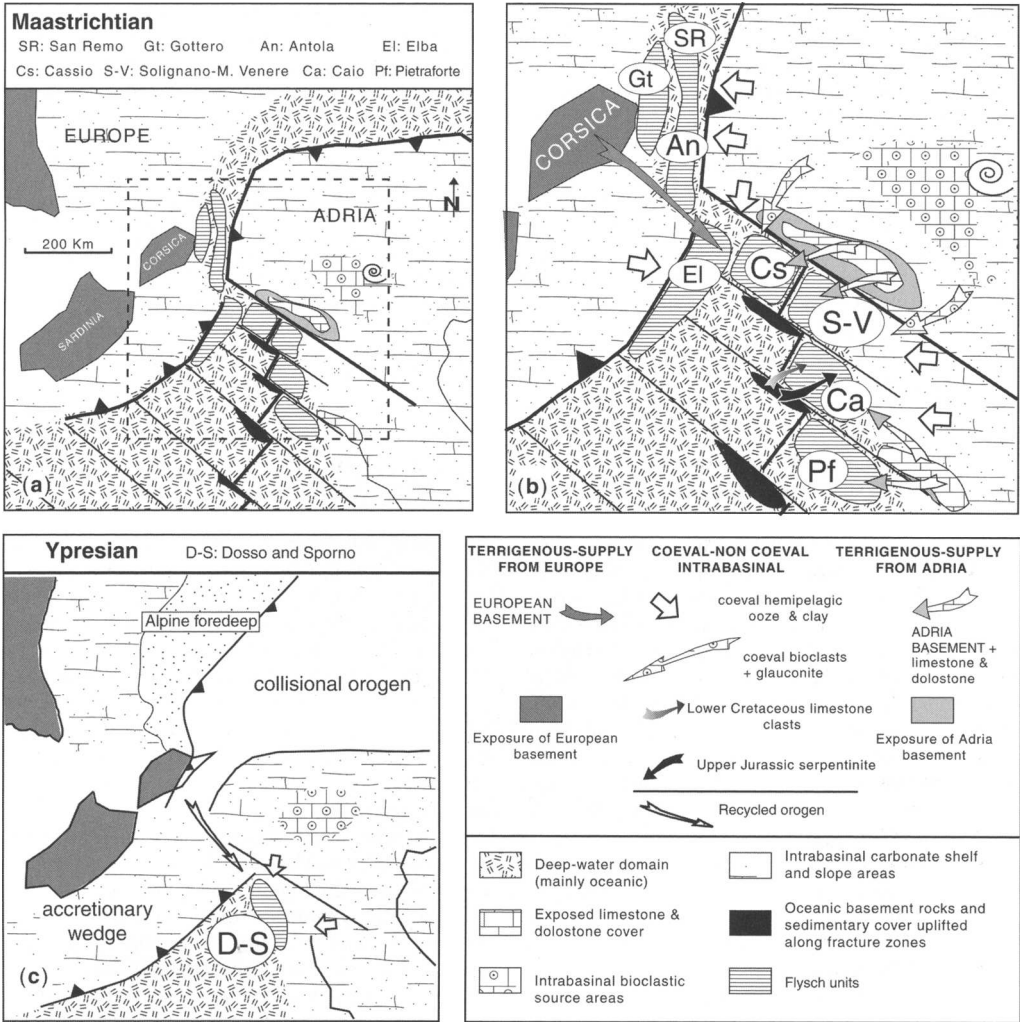 Maastrichtian
SR: San Remo Gt: Gottero An: Antola El: Elba
Cs: Cassio S-V: Solignano-M. Venere Ca: Caio Pf: Pietraforte
EUROPE
ADRIA
N
200 Km
CORSICA
SARDINIA
(a)
SR
Gt
CORSICA
An
El
Cs
S-V
Ca
Pf
(b)
Ypresian D-S: Dosso and Sporno
Alpine foredeep
collisional orogen
accretionary
wedge
D-S
(c)
TERRIGENOUS-SUPPLY
FROM EUROPE
COEVAL-NON COEVAL
INTRABASINAL
TERRIGENOUS-SUPPLY
FROM ADRIA
EUROPEAN
BASEMENT
coeval hemipelagic
ooze & clay
ADRIA
BASEMENT +
limestone &
dolostone
coeval bioclasts
+ glauconite
Lower Cretaceous limestone
clasts
Exposure of European
basement
Exposure of Adria
basement
Upper Jurassic serpentinite
Recycled orogen
Deep-water domain
(mainly oceanic)
Intrabasinal carbonate shelf
and slope areas
Exposed limestone &
dolostone cover
Oceanic basement rocks and
sedimentary cover uplifted
along fracture zones
Intrabasinal bioclastic
source areas
Flysch units